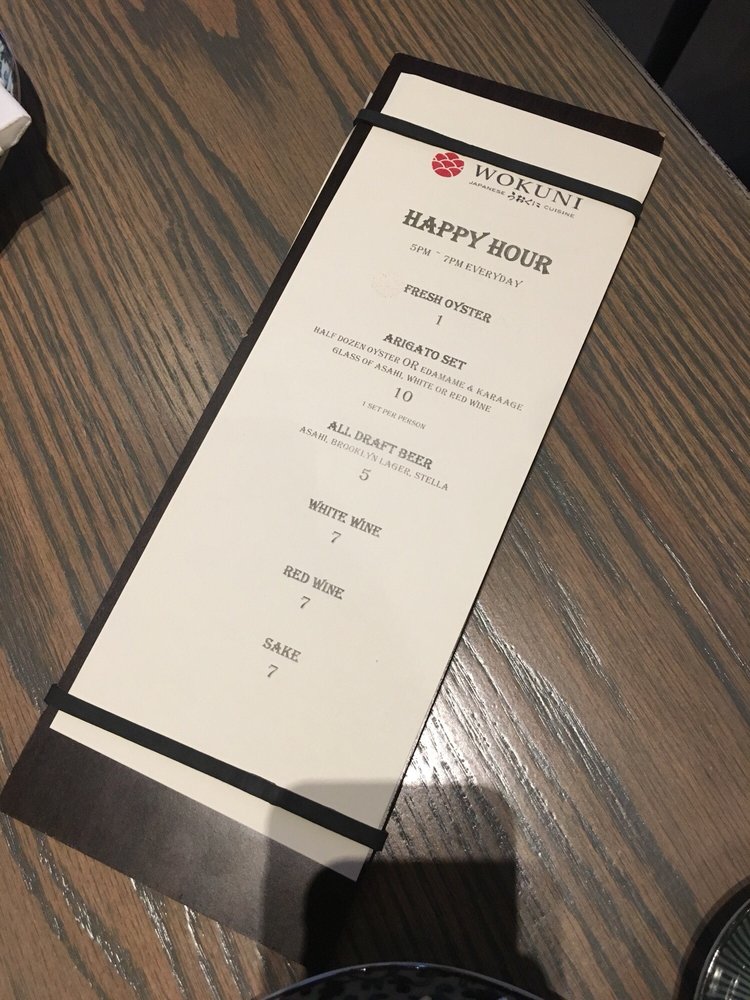 WOKUNI
JAPANESE うおくに CUISINE
HAPPY HOUR
5PM ~ 7PM EVERYDAY
FRESH OYSTER
1
ARIGATO SET
HALF DOZEN OYSTER OR EDAMAME & KARAAGE
GLASS OF ASAHI, WHITE OR RED WINE
10
1 SET PER PERSON
ALL DRAFT BEER
ASAHI, BROOKLYN LAGER, STELLA
5
WHITE WINE
7
RED WINE
7
SAKE
7